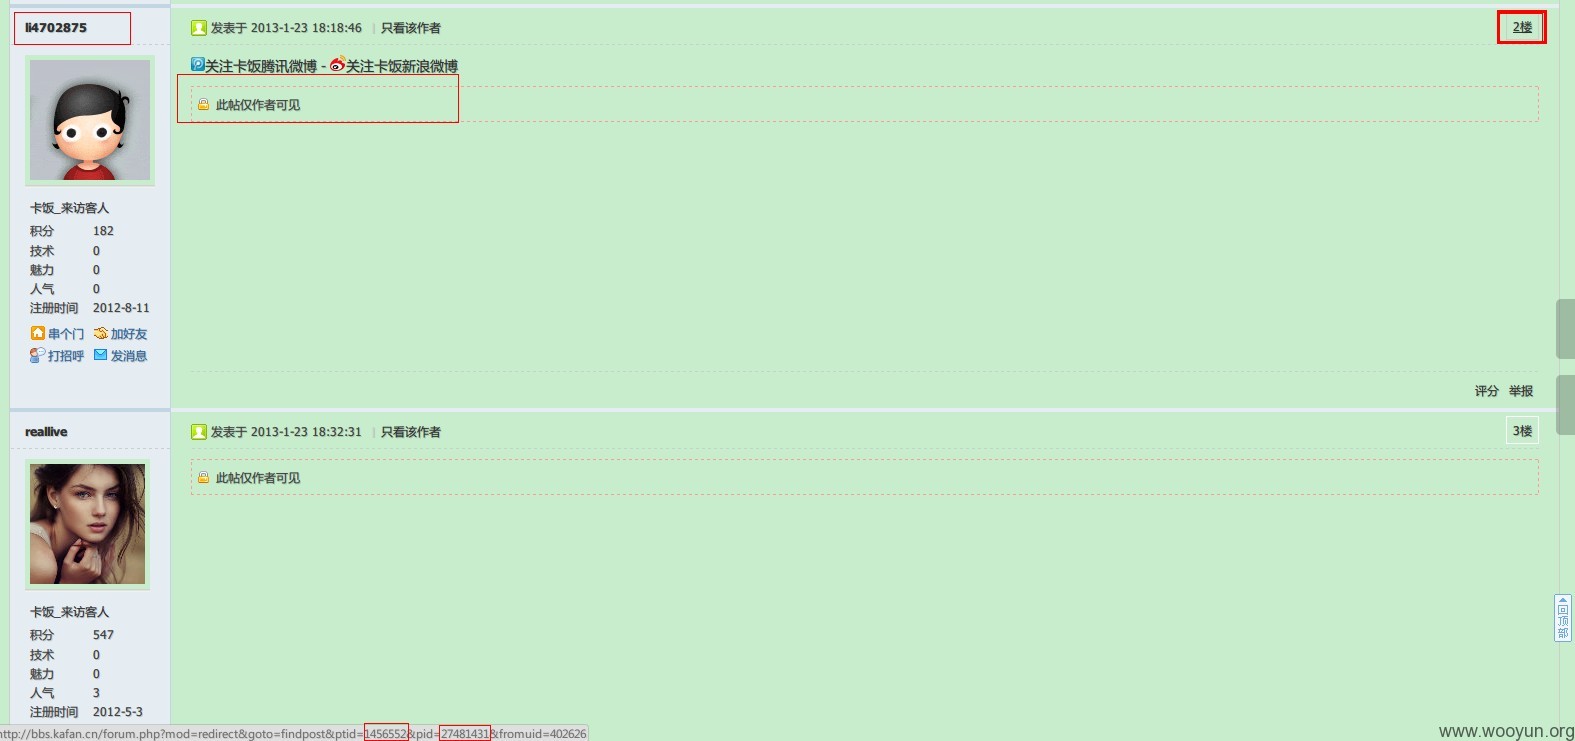 li4702875
发表于 2013-1-23 18:18:46 | 只看该作者
2楼
关注卡饭腾讯微博 - 关注卡饭新浪微博
此帖仅作者可见
卡饭_来访客人
积分 182
技术 0
魅力 0
人气 0
注册时间 2012-8-11
串个门 加好友
打招呼 发消息
评分 举报
reallive
发表于 2013-1-23 18:32:31 | 只看该作者
3楼
此帖仅作者可见
卡饭_来访客人
积分 547
技术 0
魅力 0
人气 3
注册时间 2012-5-3
回顶部
http://bbs.kafan.cn/forum.php?mod=redirect&goto=findpost&ptid=1456552&pid=27481431&fromuid=402626
www.wooyun.org